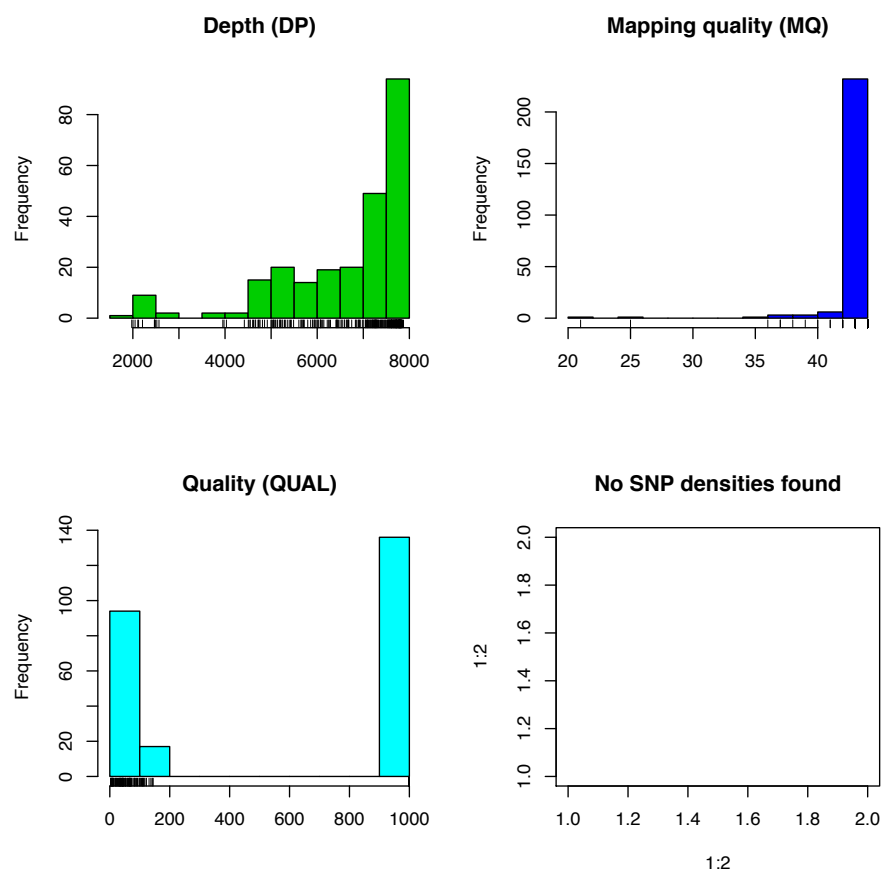 Depth (DP)
Frequency
0 20 40 60 80
2000 4000 6000 8000
Mapping quality (MQ)
Frequency
0 50 100 150 200
20 25 30 35 40
Quality (QUAL)
Frequency
0 20 60 100 140
0 200 400 600 800 1000
No SNP densities found
1:2
1.0 1.2 1.4 1.6 1.8 2.0
1.0 1.2 1.4 1.6 1.8 2.0
1:2